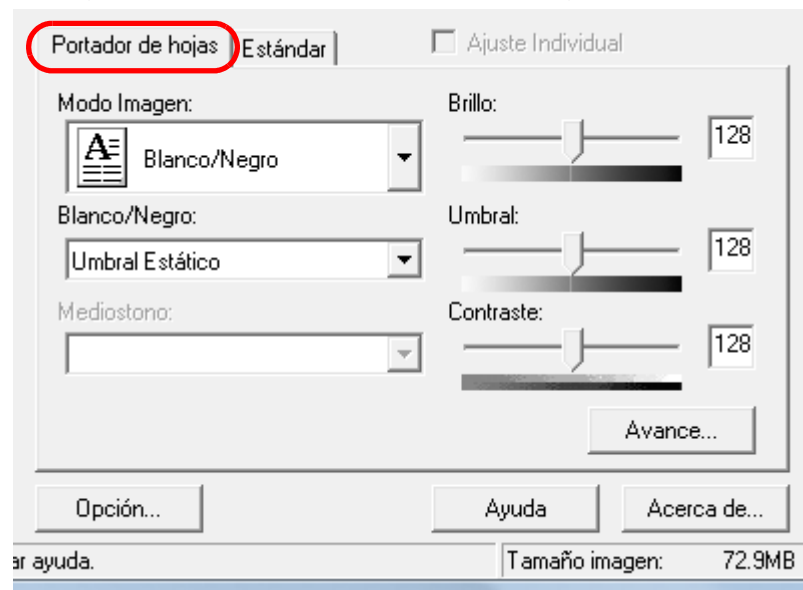 Portador de hojas Estándar Ajuste Individual
Modo Imagen: Brillo:
A Blanco/Negro 128
Blanco/Negro: Umbral:
Umbral Estático 128
Mediostono: Contraste:
128
Avance...
Opción... Ayuda Acerca de...
ar ayuda. Tamaño imagen: 72.9MB